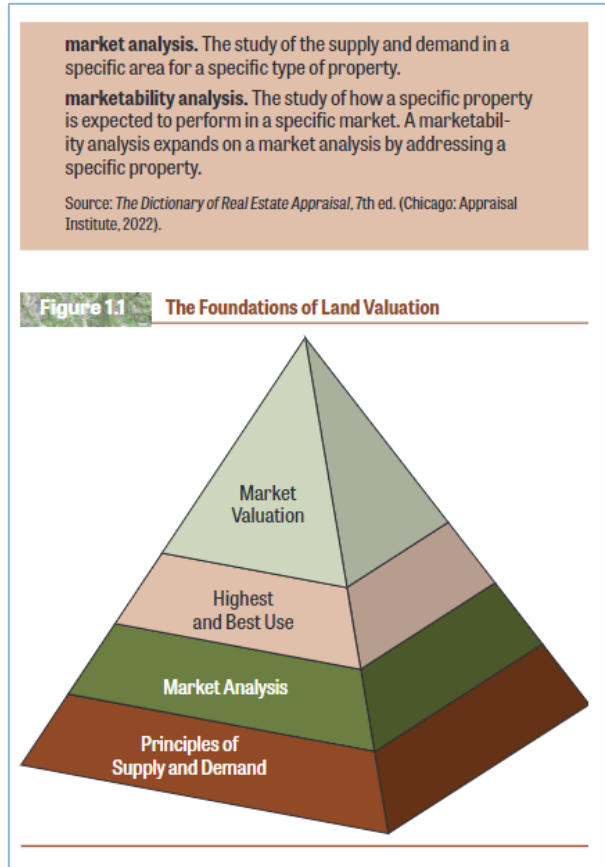 market analysis. The study of the supply and demand in a
specific area for a specific type of property.
marketability analysis. The study of how a specific property
is expected to perform in a specific market. A marketabil-
ity analysis expands on a market analysis by addressing a
specific property.
Source: The Dictionary of Real Estate Appraisal, 7th ed. (Chicago: Appraisal
Institute, 2022).
Figure 1.1 The Foundations of Land Valuation
Market
Valuation
Highest
and Best Use
Market Analysis
Principles of
Supply and Demand